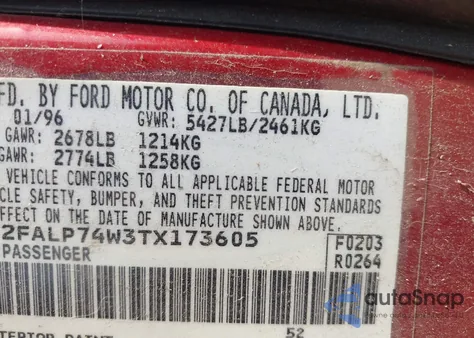 FD. BY FORD MOTOR CO. OF CANADA, LTD.
01/96 GVWR: 5427LB/2461KG
GAWR: 2678LB 1214KG
GAWR: 2774LB 1258KG
VEHICLE CONFORMS TO ALL APPLICABLE FEDERAL MOTOR
CLE SAFETY, BUMPER, AND THEFT PREVENTION STANDARDS
EFFECT ON THE DATE OF MANUFACTURE SHOWN ABOVE.
2FALP74W3TX173605 F0203
PASSENGER R0264
autoSnap
TERIOR PAINT 52